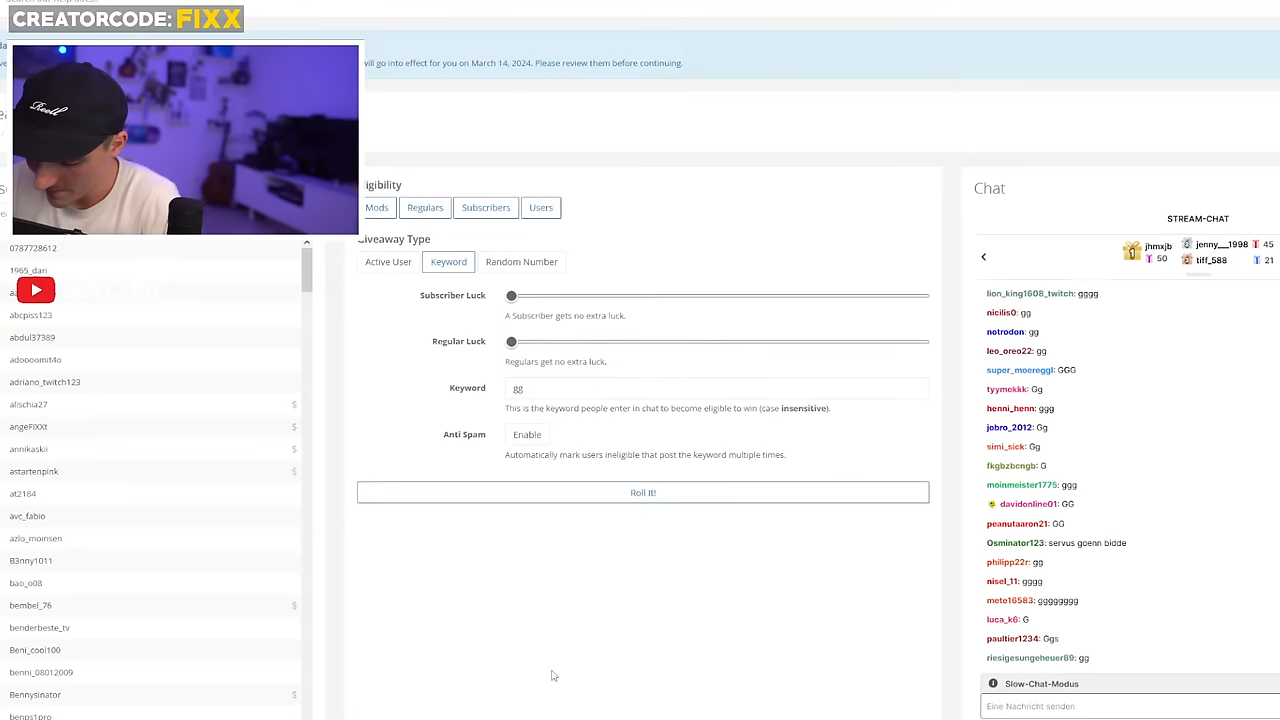 CREATORCODE: FIXX
will go into effect for you on March 14, 2024. Please review them before continuing.
Reell
0787728612
1965_dari
abcpiss123
abdul37389
adoooomit4o
adriano_twitch123
alischia27 $
angeFIXXt $
annikaskii $
astartenpink $
at2184
avc_fabio
azlo_moinsen
B3nny1011
bao_o08
bembel_76 $
benderbeste_tv
Beni_cool100
benni_08012009
Bennysinator $
benps1pro
ligibility
Mods Regulars Subscribers Users
Giveaway Type
Active User Keyword Random Number
Subscriber Luck
A Subscriber gets no extra luck.
Regular Luck
Regulars get no extra luck.
Keyword gg
This is the keyword people enter in chat to become eligible to win (case insensitive).
Anti Spam Enable
Automatically mark users ineligible that post the keyword multiple times.
Roll It!
Chat
STREAM-CHAT
jhmxjb 50
jenny___1998 45
tiff_588 21
lion_king1608_twitch: gggg
nicilis0: gg
notrodon: gg
leo_oreo22: gg
super_moereggl: GGG
tyymekkk: Gg
henni_henn: ggg
jobro_2012: Gg
simi_sick: Gg
fkgbzbcngb: G
moinmeister1775: ggg
davidonline01: GG
peanutaaron21: GG
Osminator123: servus goenn bidde
philipp22r: gg
nisel_11: gggg
mete16583: gggggggg
luca_k6: G
paultier1234: Ggs
riesigesungeheuer89: gg
Slow-Chat-Modus
Eine Nachricht senden